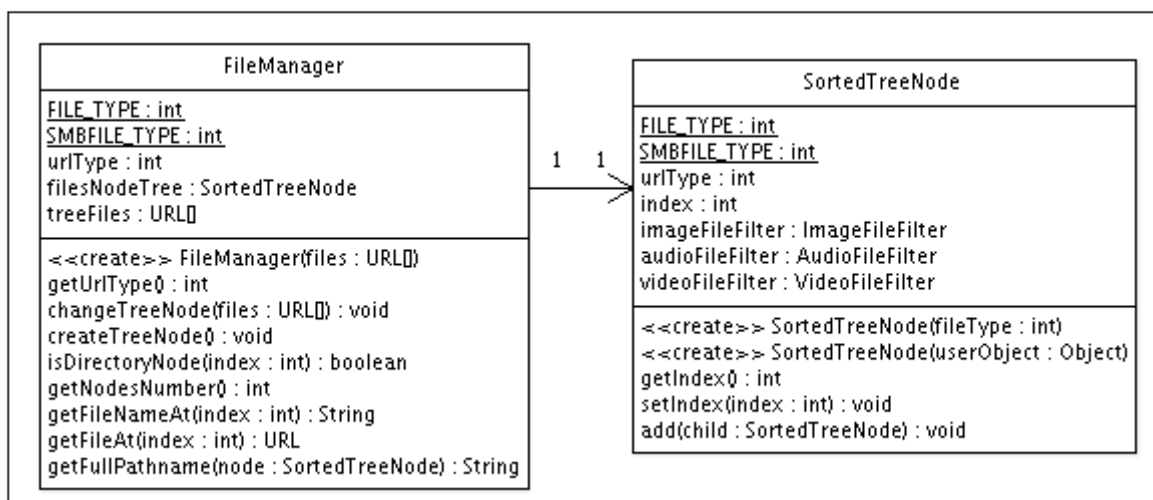 FileManager
FILE_TYPE : int
SMBFILE_TYPE : int
urlType : int
filesNodeTree : SortedTreeNode
treeFiles : URL[]
<<create>> FileManager(files : URL[])
getUrlType() : int
changeTreeNode(files : URL[]) : void
createTreeNode() : void
isDirectoryNode(index : int) : boolean
getNodesNumber() : int
getFileNameAt(index : int) : String
getFileAt(index : int) : URL
getFullPathname(node : SortedTreeNode) : String
1 1
SortedTreeNode
FILE_TYPE : int
SMBFILE_TYPE : int
urlType : int
index : int
imageFileFilter : ImageFileFilter
audioFileFilter : AudioFileFilter
videoFileFilter : VideoFileFilter
<<create>> SortedTreeNode(fileType : int)
<<create>> SortedTreeNode(userObject : Object)
getIndex() : int
setIndex(index : int) : void
add(child : SortedTreeNode) : void